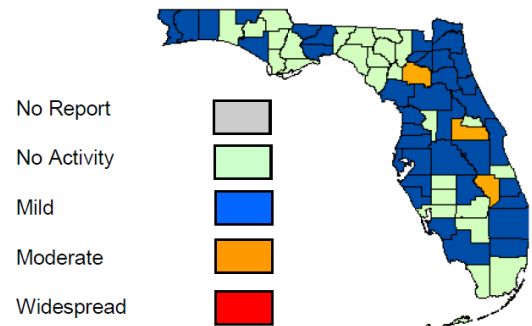 No Report
No Activity
Mild
Moderate
Widespread